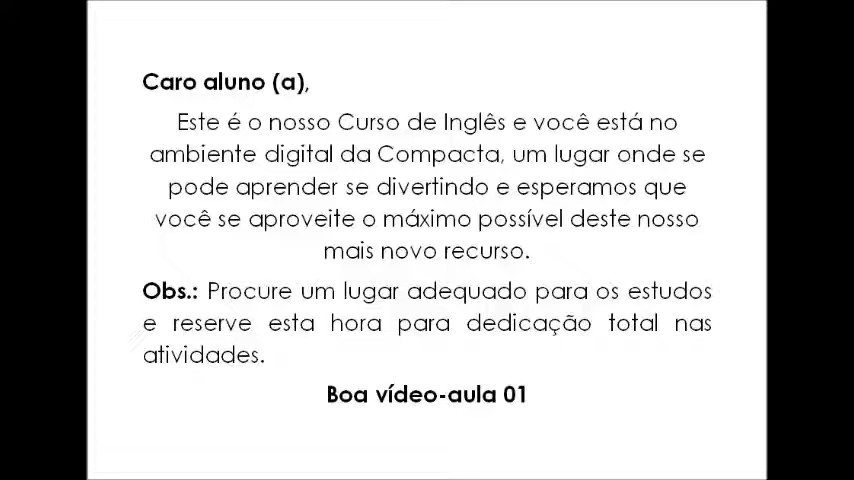 Caro aluno (a),
Este é o nosso Curso de Inglês e você está no
ambiente digital da Compacta, um lugar onde se
pode aprender se divertindo e esperamos que
você se aproveite o máximo possível deste nosso
mais novo recurso.
Obs.: Procure um lugar adequado para os estudos
e reserve esta hora para dedicação total nas
atividades.
Boa vídeo-aula 01